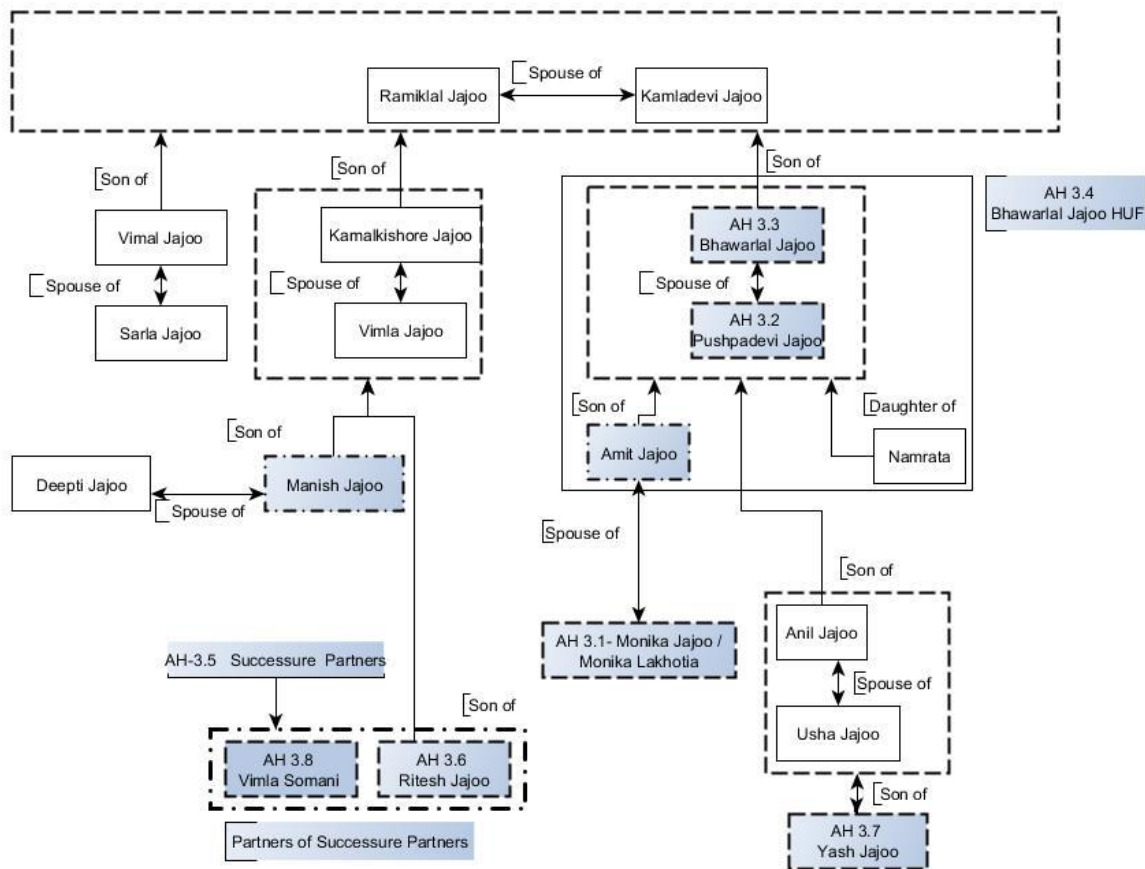 Spouse of
Ramiklal Jajoo
Kamladevi Jajoo
Son of
Son of
Son of
AH 3.4
Bhawarlal Jajoo HUF
Vimal Jajoo
Kamalkishore Jajoo
AH 3.3
Bhawarlal Jajoo
Spouse of
Spouse of
Spouse of
Sarla Jajoo
Vimla Jajoo
AH 3.2
Pushpadevi Jajoo
Son of
Son of
Daughter of
Deepti Jajoo
Manish Jajoo
Amit Jajoo
Namrata
Spouse of
Spouse of
Son of
AH 3.1- Monika Jajoo /
Monika Lakhotia
Anil Jajoo
AH-3.5 Successure Partners
Spouse of
Son of
Usha Jajoo
AH 3.8
Vimla Somani
AH 3.6
Ritesh Jajoo
Son of
Partners of Successure Partners
AH 3.7
Yash Jajoo